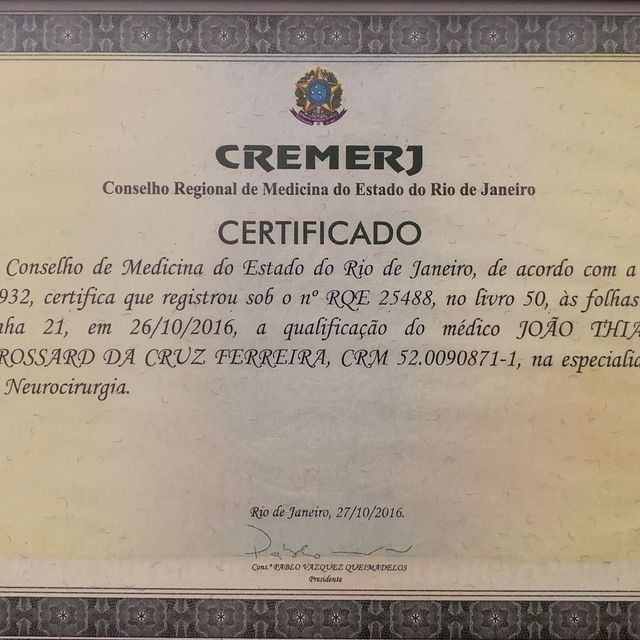 CREMERJ
Conselho Regional de Medicina do Estado do Rio de Janeiro
CERTIFICADO
Conselho de Medicina do Estado do Rio de Janeiro, de acordo com a
932, certifica que registrou sob o nº RQE 25488, no livro 50, às folhas
nha 21, em 26/10/2016, a qualificação do médico JOÃO THIA
ROSSARD DA CRUZ FERREIRA, CRM 52.0090871-1, na especialid
Neurocirurgia.
Rio de Janeiro, 27/10/2016.
Cons.º PABLO VAZQUEZ QUEIMADELOS
Presidente